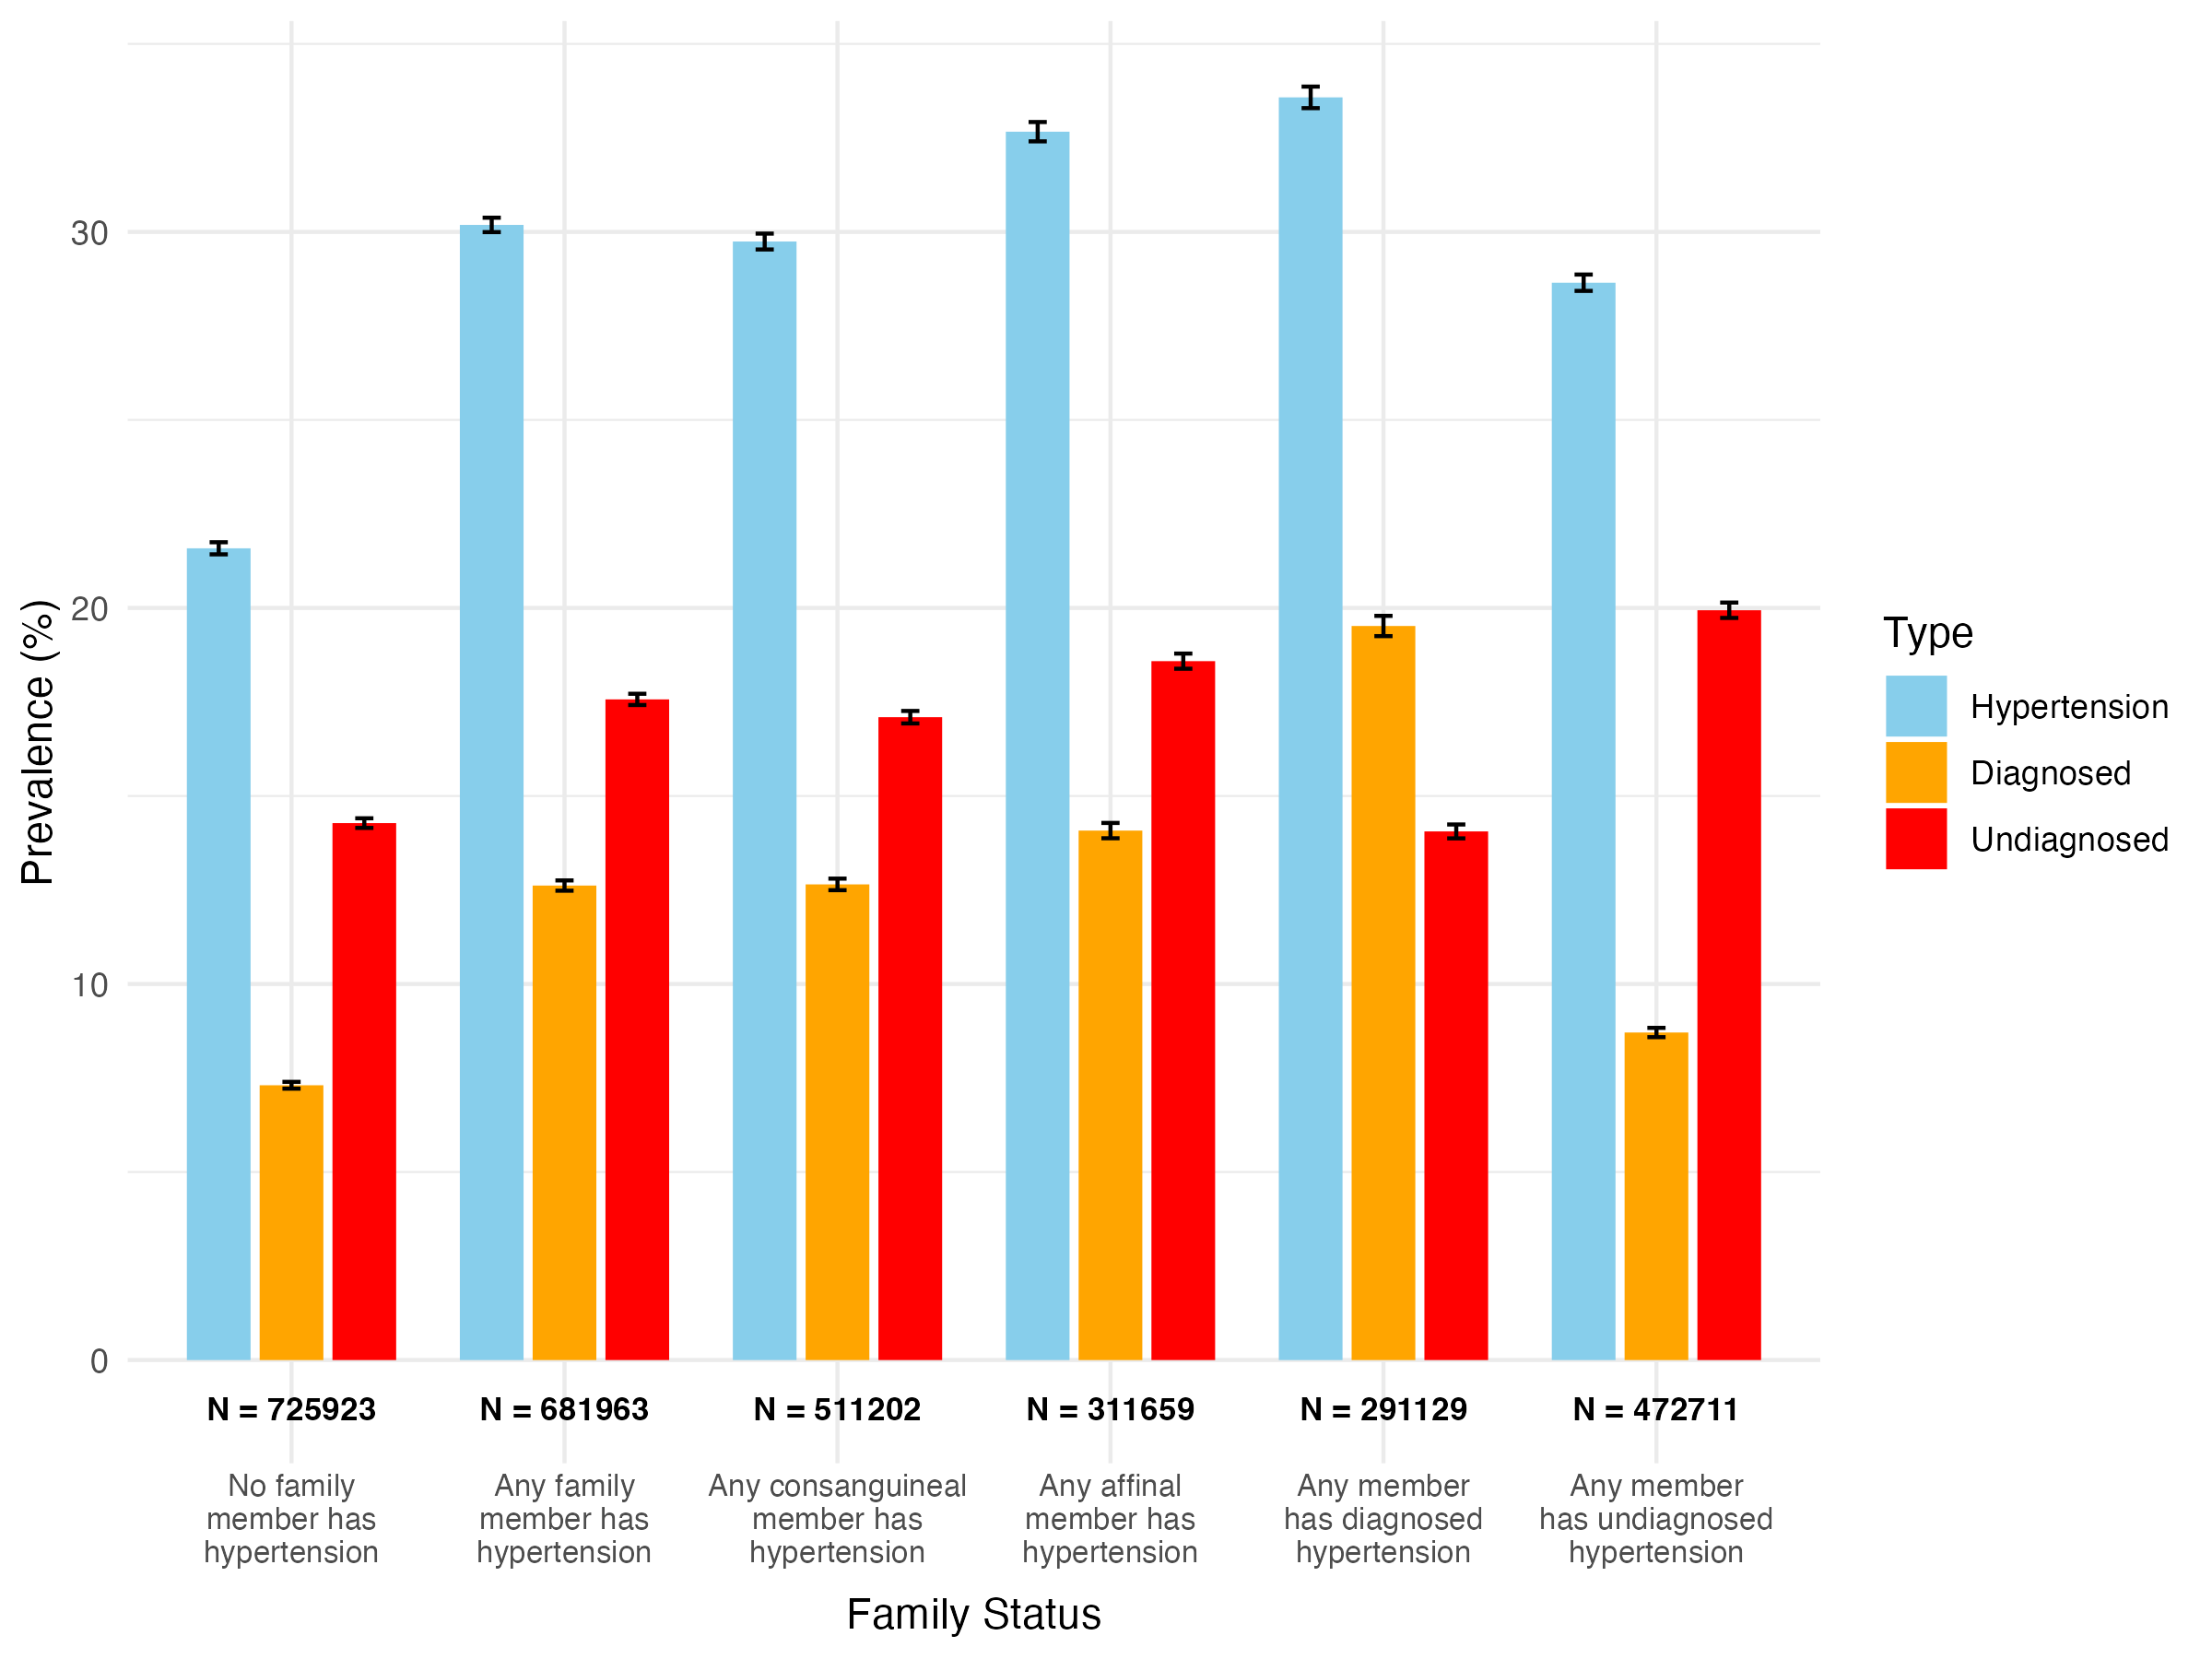 Prevalence (%)
30
20
10
0
N = 725923
N = 681963
N = 511202
N = 311659
N = 291129
N = 472711
No family
member has
hypertension
Any family
member has
hypertension
Any consanguineal
member has
hypertension
Any affinal
member has
hypertension
Any member
has diagnosed
hypertension
Any member
has undiagnosed
hypertension
Family Status
Type
Hypertension
Diagnosed
Undiagnosed